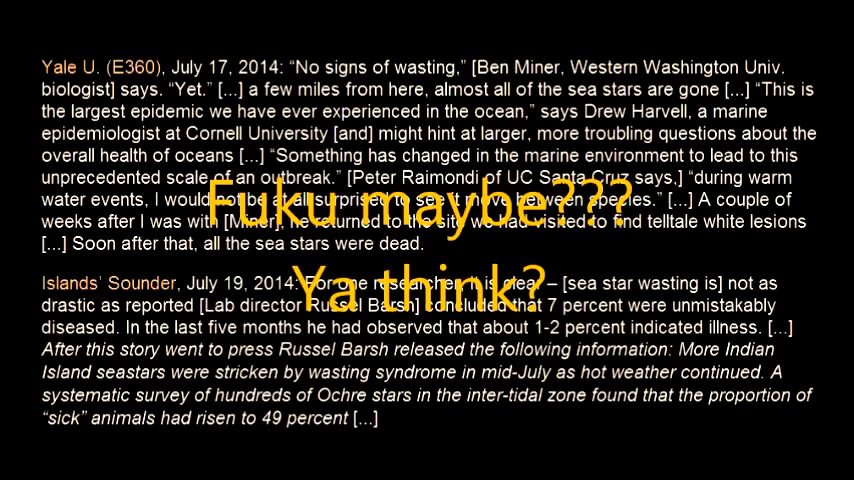 Yale U. (E360), July 17, 2014: “No signs of wasting,” [Ben Miner, Western Washington Univ.
biologist] says. “Yet.” [...] a few miles from here, almost all of the sea stars are gone [...] “This is
the largest epidemic we have ever experienced in the ocean,” says Drew Harvell, a marine
epidemiologist at Cornell University [and] might hint at larger, more troubling questions about the
overall health of oceans [...] “Something has changed in the marine environment to lead to this
unprecedented scale of an outbreak.” [Peter Raimondi of UC Santa Cruz says,] “during warm
water events, I would not be at all surprised to see it move between species.” [...] A couple of
weeks after I was with [Miner], he returned to the site we had visited to find telltale white lesions
[...] Soon after that, all the sea stars were dead.
Fuku maybe???
Ya think?
Islands’ Sounder, July 19, 2014: For one researcher, it is clear – [sea star wasting is] not as
drastic as reported [Lab director Russel Barsh] concluded that 7 percent were unmistakably
diseased. In the last five months he had observed that about 1-2 percent indicated illness. [...]
After this story went to press Russel Barsh released the following information: More Indian
Island seastars were stricken by wasting syndrome in mid-July as hot weather continued. A
systematic survey of hundreds of Ochre stars in the inter-tidal zone found that the proportion of
“sick” animals had risen to 49 percent [...]